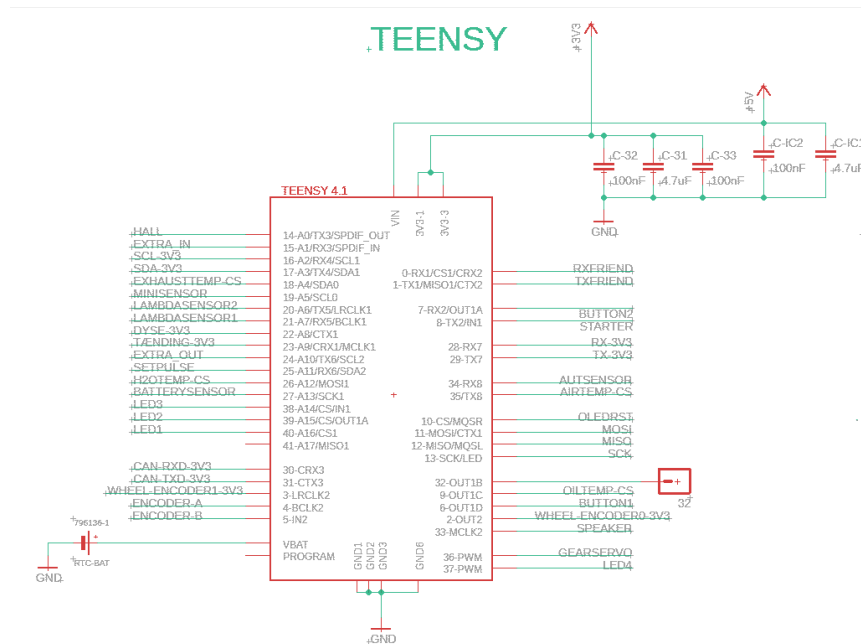 TEENSY
+3V3
+5V
C-32
C-31
C-33
C-IC2
C-IC1
100nF
4.7uF
100nF
100nF
4.7uF
GND
TEENSY 4.1
VIN
3V3-1
3V3-3
HALL
14-A0/TX3/SPDIF_OUT
EXTRA_IN
15-A1/RX3/SPDIF_IN
SCL-3V3
16-A2/RX4/SCL1
SDA-3V3
17-A3/TX4/SDA1
EXHAUSTTEMP-CS
18-A4/SDA0
MINISENSOR
19-A5/SCL0
LAMBDASENSOR2
20-A6/TX5/LRCLK1
LAMBDASENSOR1
21-A7/RX5/BCLK1
DYSE-3V3
22-A8/CTX1
TÆNDING-3V3
23-A9/CRX1/MCLK1
EXTRA_OUT
24-A10/TX6/SCL2
SETPULSE
25-A11/RX6/SDA2
H2OTEMP-CS
26-A12/MOSI1
BATTERYSENSOR
27-A13/SCK1
LED3
38-A14/CS/IN1
LED2
39-A15/CS/OUT1A
LED1
40-A16/CS1
41-A17/MISO1
CAN-RXD-3V3
30-CRX3
CAN-TXD-3V3
31-CTX3
WHEEL-ENCODER1-3V3
3-LRCLK2
ENCODER-A
4-BCLK2
ENCODER-B
5-IN2
796136-1
VBAT
RTC-BAT
PROGRAM
GND
GND1
GND2
GND3
GND6
GND
0-RX1/CS1/CRX2
RXFRIEND
1-TX1/MISO1/CTX2
TXFRIEND
7-RX2/OUT1A
BUTTON2
8-TX2/IN1
STARTER
28-RX7
RX-3V3
29-TX7
TX-3V3
34-RX8
AUTSENSOR
35/TX8
AIRTEMP-CS
10-CS/MQSR
OLEDRST
11-MOSI/CTX1
MOSI
12-MISO/MQSL
MISO
13-SCK/LED
SCK
32-OUT1B
32
9-OUT1C
OILTEMP-CS
6-OUT1D
BUTTON1
2-OUT2
WHEEL-ENCODER0-3V3
33-MCLK2
SPEAKER
36-PWM
GEARSERVO
37-PWM
LED4